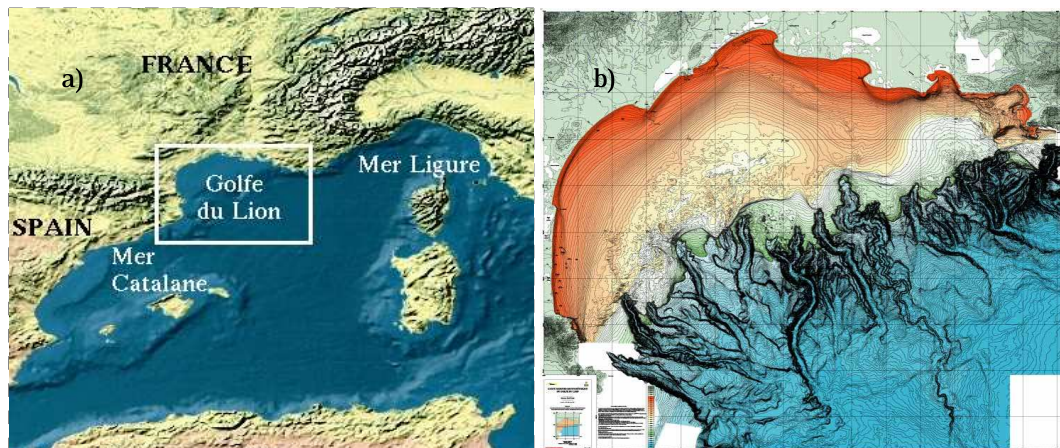 a)
FRANCE
Mer Ligure
Golfe
du Lion
SPAIN
Mer
Catalane
b)